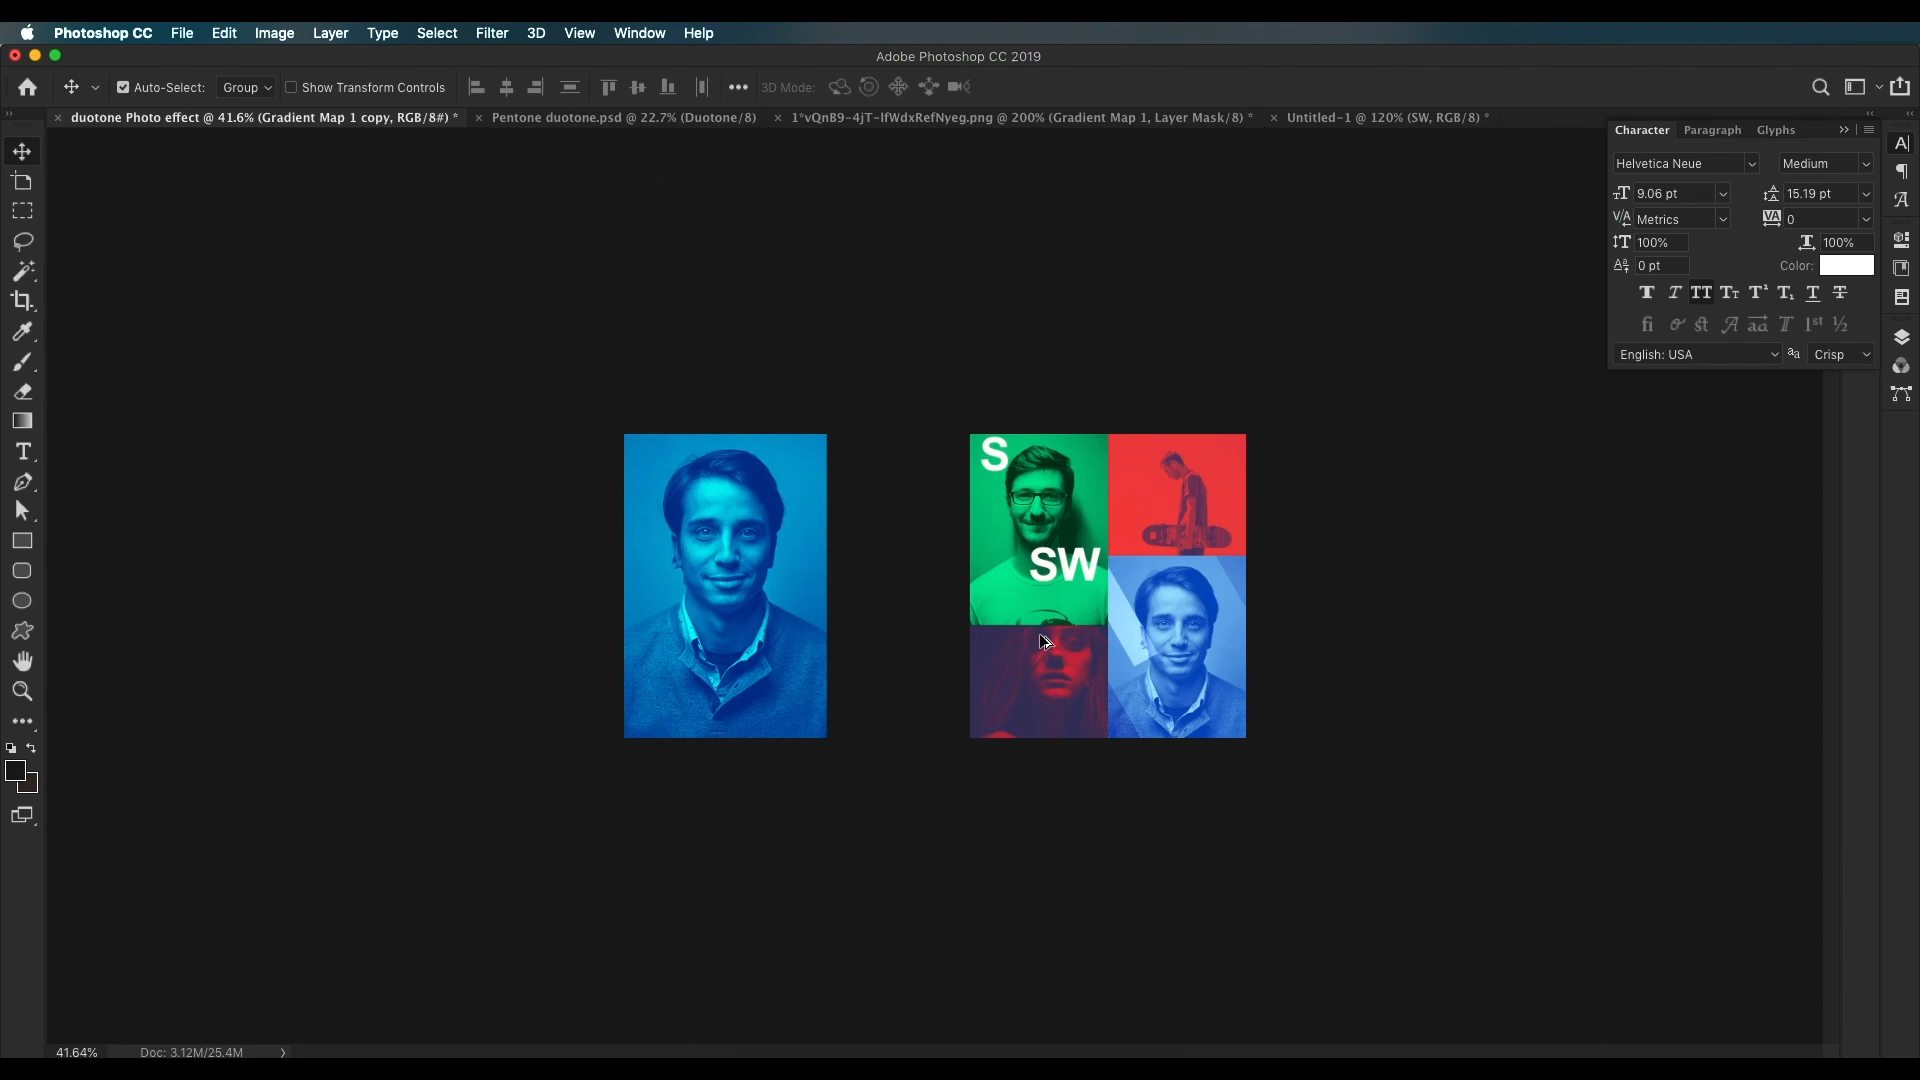 Photoshop CC File Edit Image Layer Type Select Filter 3D View Window Help
Adobe Photoshop CC 2019
Auto-Select: Group Show Transform Controls 3D Mode:
duotone Photo effect @ 41.6% (Gradient Map 1 copy, RGB/8#) * Pentone duotone.psd @ 22.7% (Duotone/8) 1*vQnB9-4jT-lfWdxRefNyeg.png @ 200% (Gradient Map 1, Layer Mask/8) * Untitled-1 @ 120% (SW, RGB/8) *
Character Paragraph Glyphs
Helvetica Neue Medium
9.06 pt 15.19 pt
Metrics 0
100% 100%
0 pt Color:
English: USA Crisp
S
SW
41.64% Doc: 3.12M/25.4M